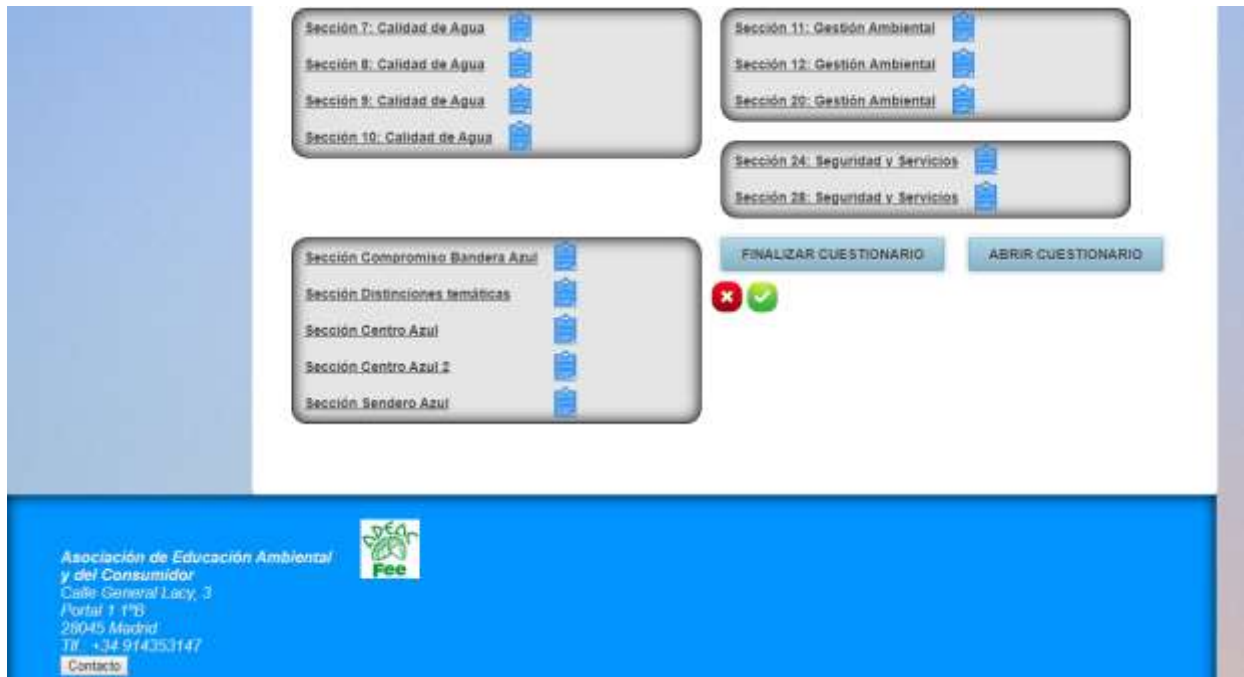 Sección 7: Calidad de Agua
Sección 8: Calidad de Agua
Sección 9: Calidad de Agua
Sección 10: Calidad de Agua
Sección 11: Gestión Ambiental
Sección 12: Gestión Ambiental
Sección 20: Gestión Ambiental
Sección 24: Seguridad y Servicios
Sección 28: Seguridad y Servicios
Sección Compromiso Bandera Azul
Sección Distinciones temáticas
Sección Centro Azul
Sección Centro Azul 2
Sección Sendero Azul
FINALIZAR CUESTIONARIO
ABRIR CUESTIONARIO
Asociación de Educación Ambiental
y del Consumidor
Calle General Lacy, 3
Portal 1 1ºB
28045 Madrid
Tlf.: +34 914353147
Contacto
ADEAC
Fee